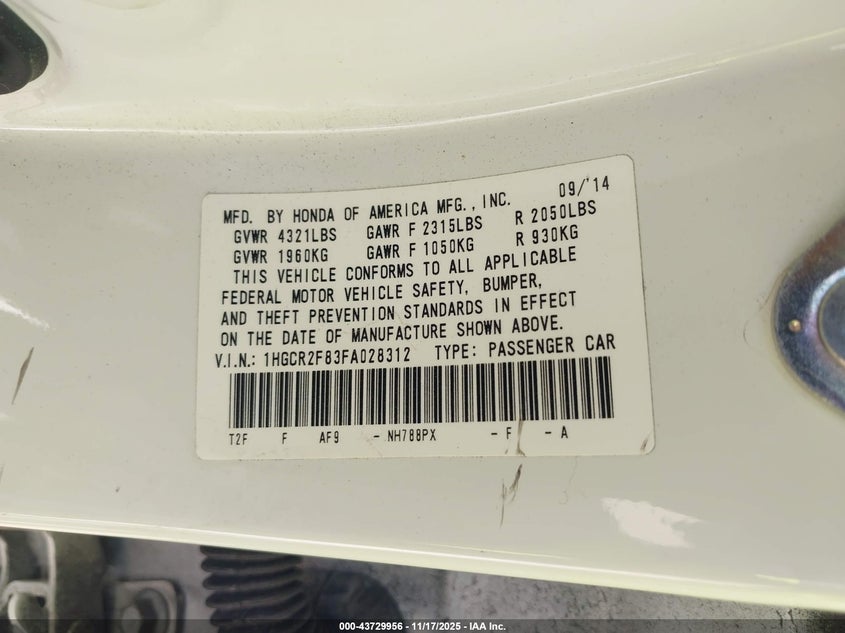 MFD. BY HONDA OF AMERICA MFG., INC. 09/'14
GVWR 4321LBS GAWR F 2315LBS R 2050LBS
GVWR 1960KG GAWR F 1050KG R 930KG
THIS VEHICLE CONFORMS TO ALL APPLICABLE
FEDERAL MOTOR VEHICLE SAFETY, BUMPER,
AND THEFT PREVENTION STANDARDS IN EFFECT
ON THE DATE OF MANUFACTURE SHOWN ABOVE.
V.I.N.: 1HGCR2F83FA028312 TYPE: PASSENGER CAR
T2F F AF9 - NH788PX - F - A
000-43729956 | 11/17/2025 | IAA Inc.